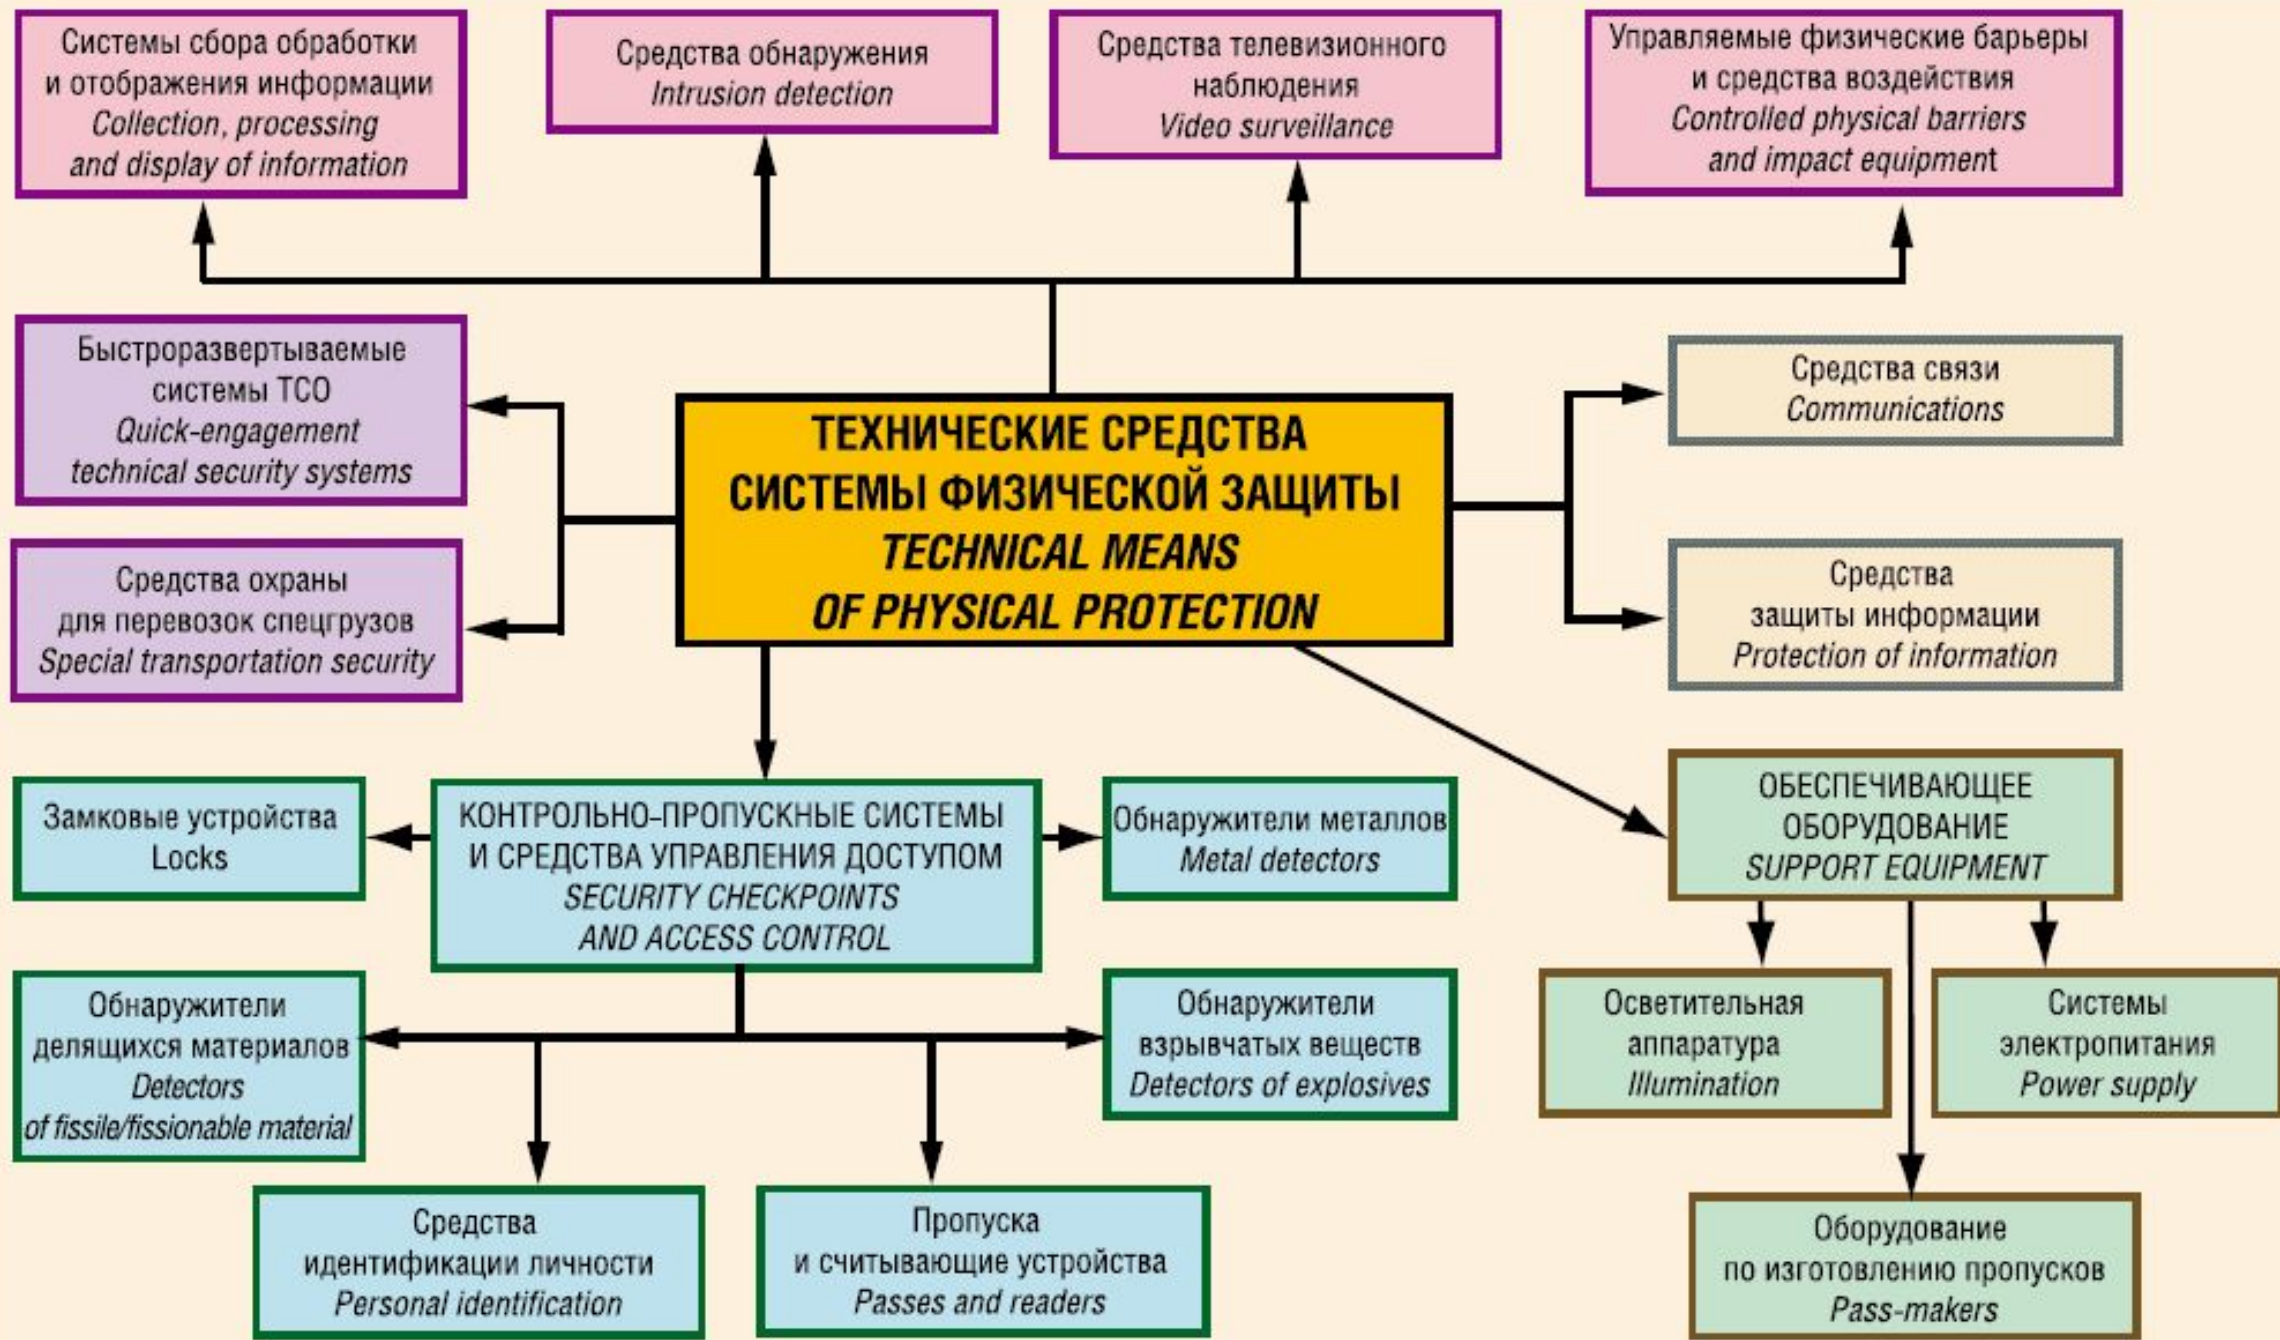 Системы сбора обработки
и отображения информации
Collection, processing
and display of information
Средства обнаружения
Intrusion detection
Средства телевизионного
наблюдения
Video surveillance
Управляемые физические барьеры
и средства воздействия
Controlled physical barriers
and impact equipment
Быстроразвертываемые
системы ТСО
Quick-engagement
technical security systems
Средства охраны
для перевозок спецгрузов
Special transportation security
ТЕХНИЧЕСКИЕ СРЕДСТВА
СИСТЕМЫ ФИЗИЧЕСКОЙ ЗАЩИТЫ
TECHNICAL MEANS
OF PHYSICAL PROTECTION
Средства связи
Communications
Средства
защиты информации
Protection of information
Замковые устройства
Locks
КОНТРОЛЬНО-ПРОПУСКНЫЕ СИСТЕМЫ
И СРЕДСТВА УПРАВЛЕНИЯ ДОСТУПОМ
SECURITY CHECKPOINTS
AND ACCESS CONTROL
Обнаружители металлов
Metal detectors
ОБЕСПЕЧИВАЮЩЕЕ
ОБОРУДОВАНИЕ
SUPPORT EQUIPMENT
Обнаружители
делящихся материалов
Detectors
of fissile/fissionable material
Обнаружители
взрывчатых веществ
Detectors of explosives
Осветительная
аппаратура
Illumination
Системы
электропитания
Power supply
Средства
идентификации личности
Personal identification
Пропуска
и считывающие устройства
Passes and readers
Оборудование
по изготовлению пропусков
Pass-makers